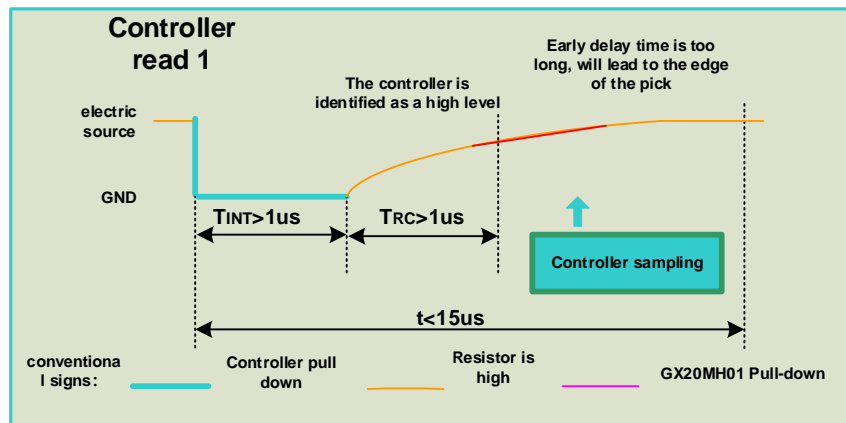 Controller
read 1
Early delay time is too
long, will lead to the edge
of the pick
The controller is
identified as a high level
electric
source
GND
TINT>1us
TRC>1us
Controller sampling
t<15us
conventiona
l signs:
Controller pull
down
Resistor is
high
GX20MH01 Pull-down